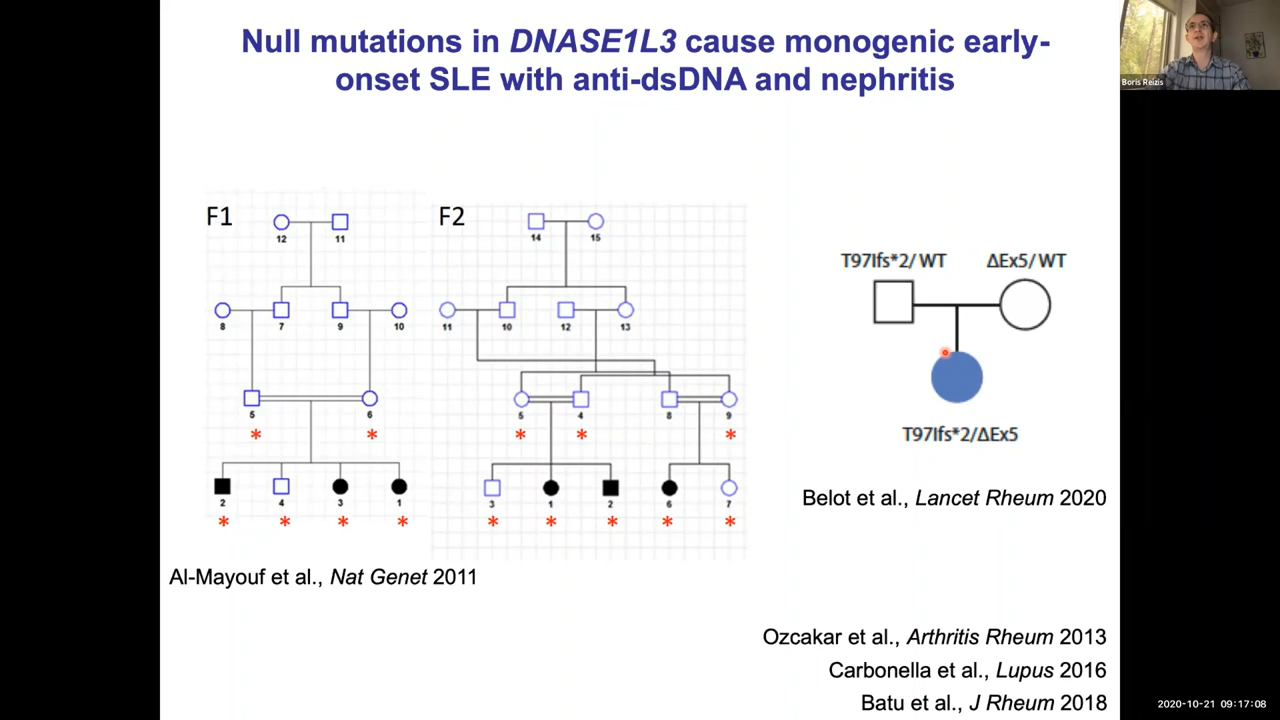 Null mutations in DNASE1L3 cause monogenic early-
onset SLE with anti-dsDNA and nephritis
Boris Reizis
F1
12 11
8 7 9 10
5 6
* *
2 4 3 1
* * * *
F2
14 15
11 10 12 13
5 4 8 9
* * *
3 1 2 6 7
* * * * *
Al-Mayouf et al., Nat Genet 2011
T97Ifs*2/ WT ΔEx5/ WT
T97Ifs*2/ΔEx5
Belot et al., Lancet Rheum 2020
Ozcakar et al., Arthritis Rheum 2013
Carbonella et al., Lupus 2016
Batu et al., J Rheum 2018
2020-10-21 09:17:08